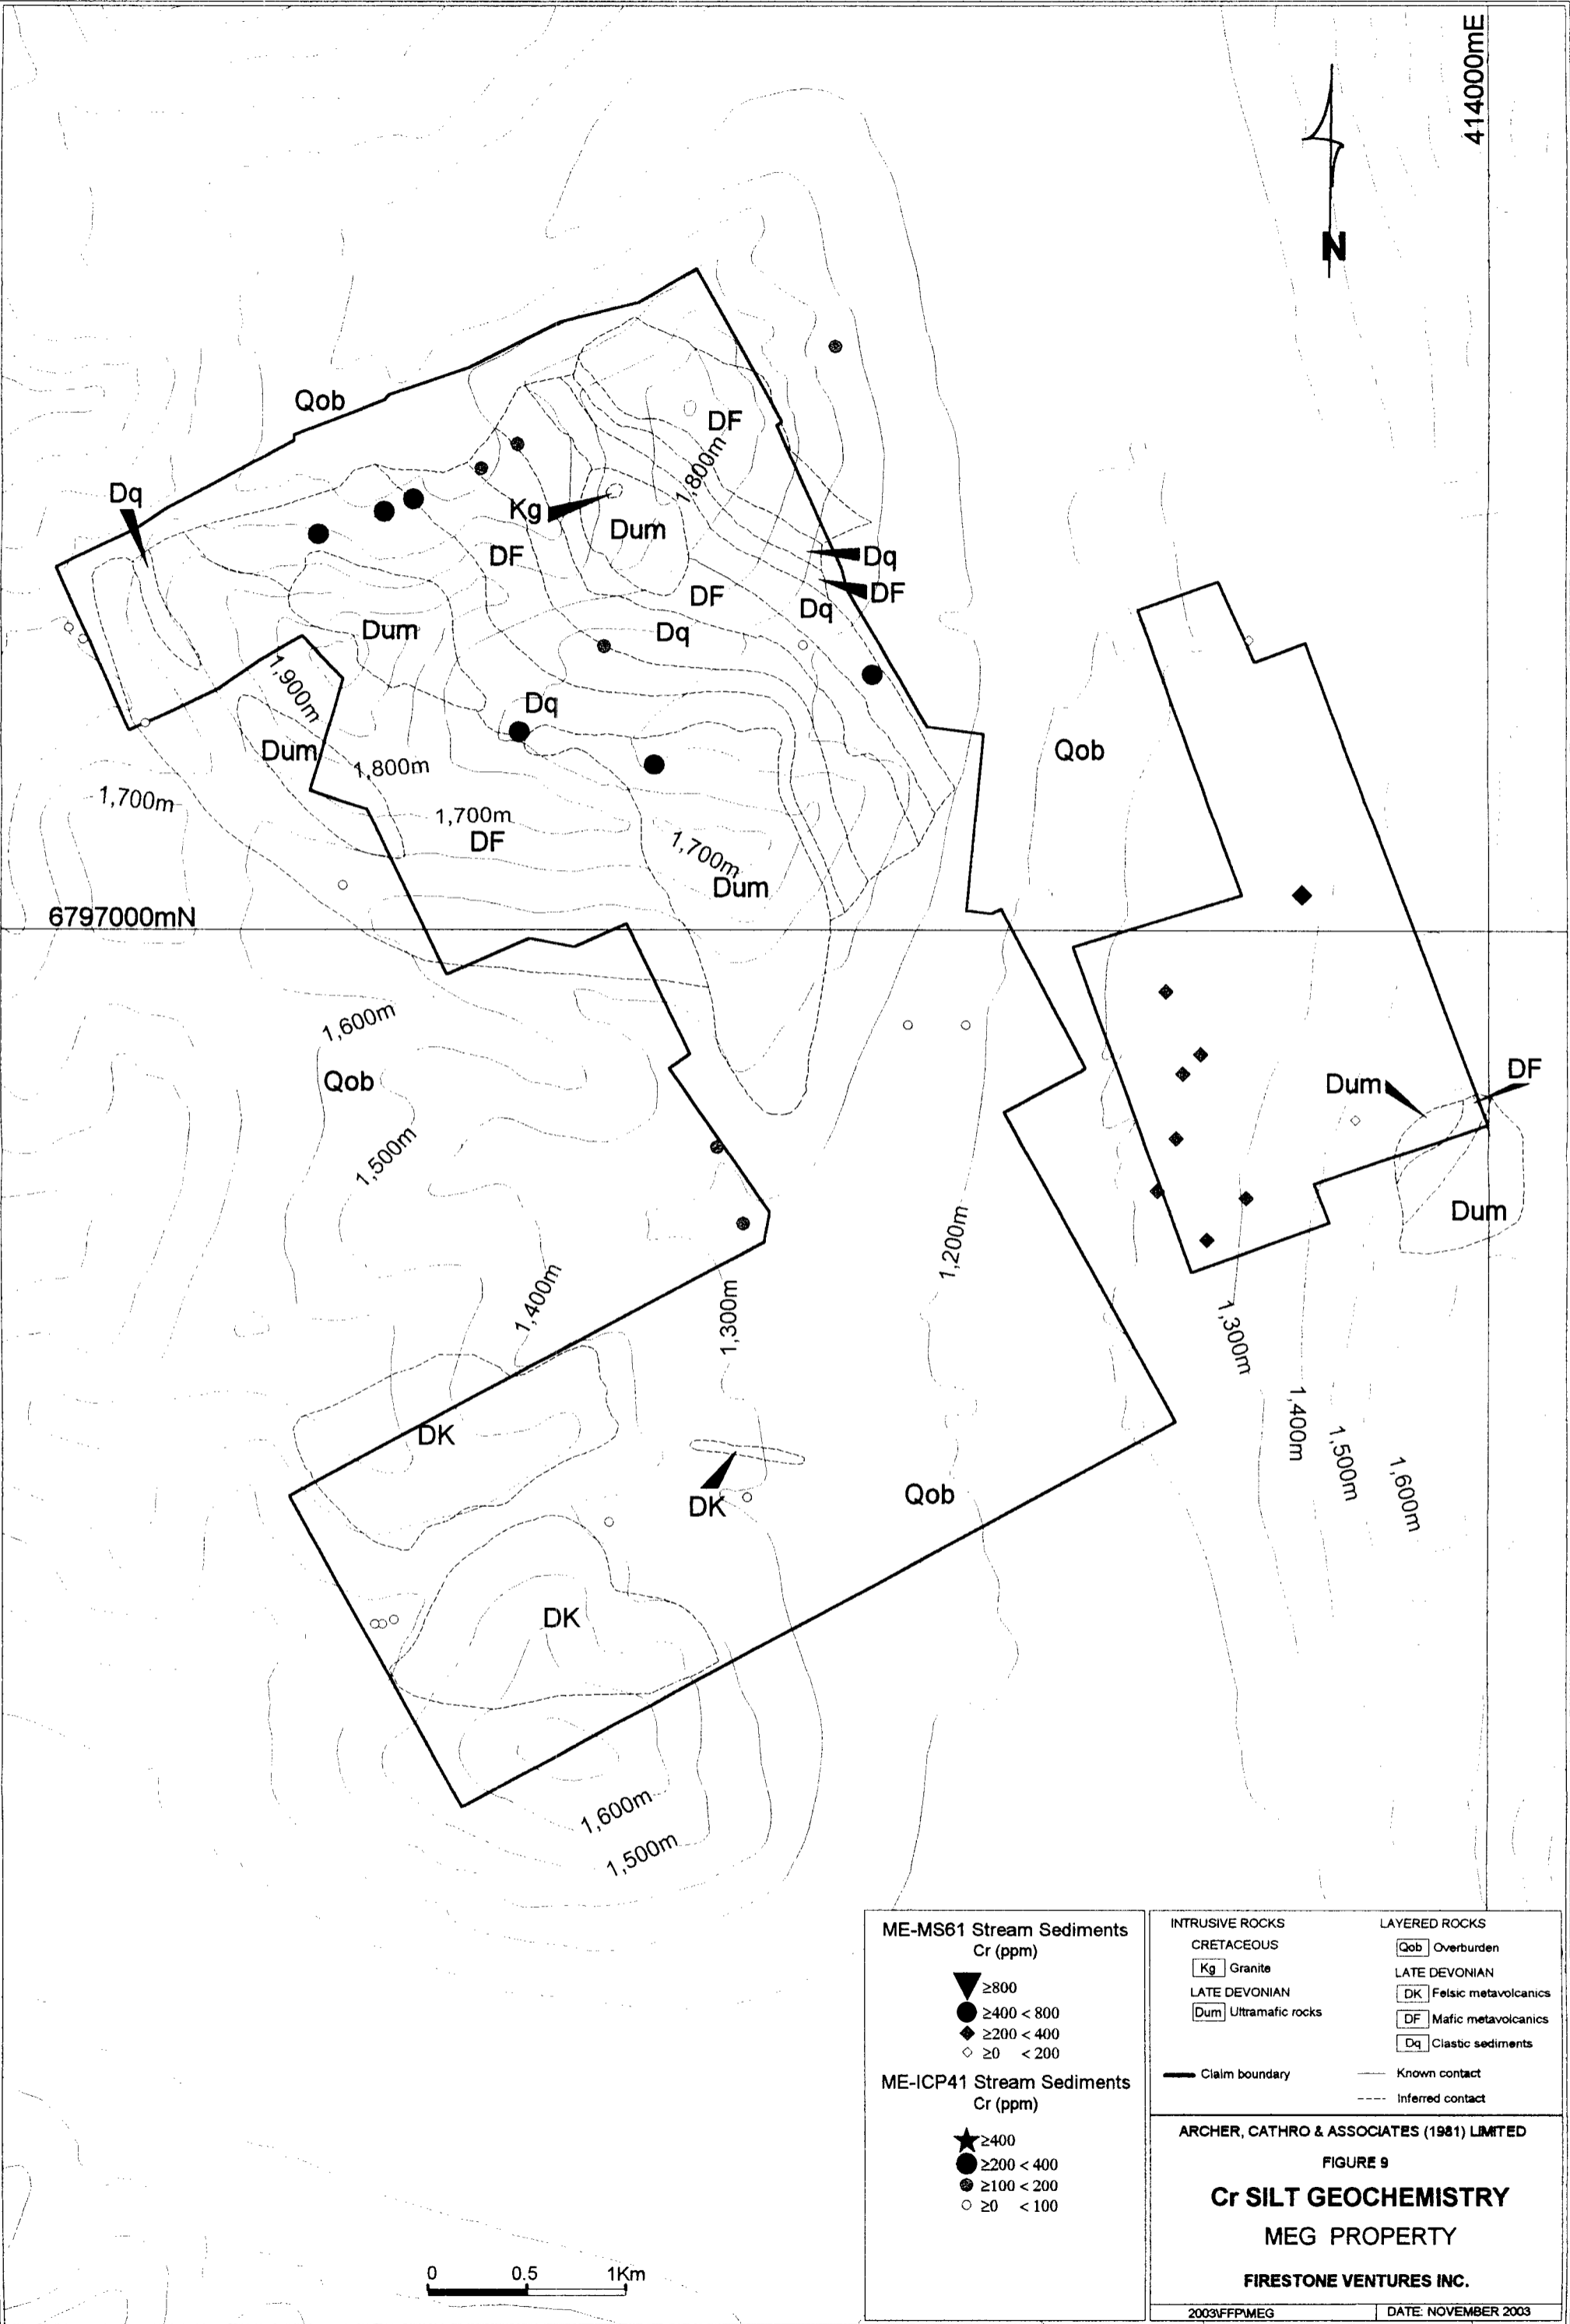 414000mE
N
Qob
DF
1,800m
Dq
Kg
Dum
DF
Dq
DF
DF
Dq
Dum
Dq
1,900m
Dq
Dum
1,800m
Qob
1,700m
1,700m
DF
1,700m
Dum
6797000mN
1,600m
Qob
Dum
DF
1,500m
Dum
1,200m
1,400m
1,300m
1,300m
1,400m
DK
1,500m
1,600m
DK
Qob
DK
1,600m
1,500m
ME-MS61 Stream Sediments
Cr (ppm)
≥800
≥400 < 800
≥200 < 400
≥0 < 200
ME-ICP41 Stream Sediments
Cr (ppm)
≥400
≥200 < 400
≥100 < 200
≥0 < 100
INTRUSIVE ROCKS
CRETACEOUS
Kg Granite
LATE DEVONIAN
Dum Ultramafic rocks
LAYERED ROCKS
Qob Overburden
LATE DEVONIAN
DK Felsic metavolcanics
DF Mafic metavolcanics
Dq Clastic sediments
Claim boundary
Known contact
Inferred contact
ARCHER, CATHRO & ASSOCIATES (1981) LIMITED
FIGURE 9
Cr SILT GEOCHEMISTRY
MEG PROPERTY
FIRESTONE VENTURES INC.
2003\FFP\MEG DATE: NOVEMBER 2003
0 0.5 1Km